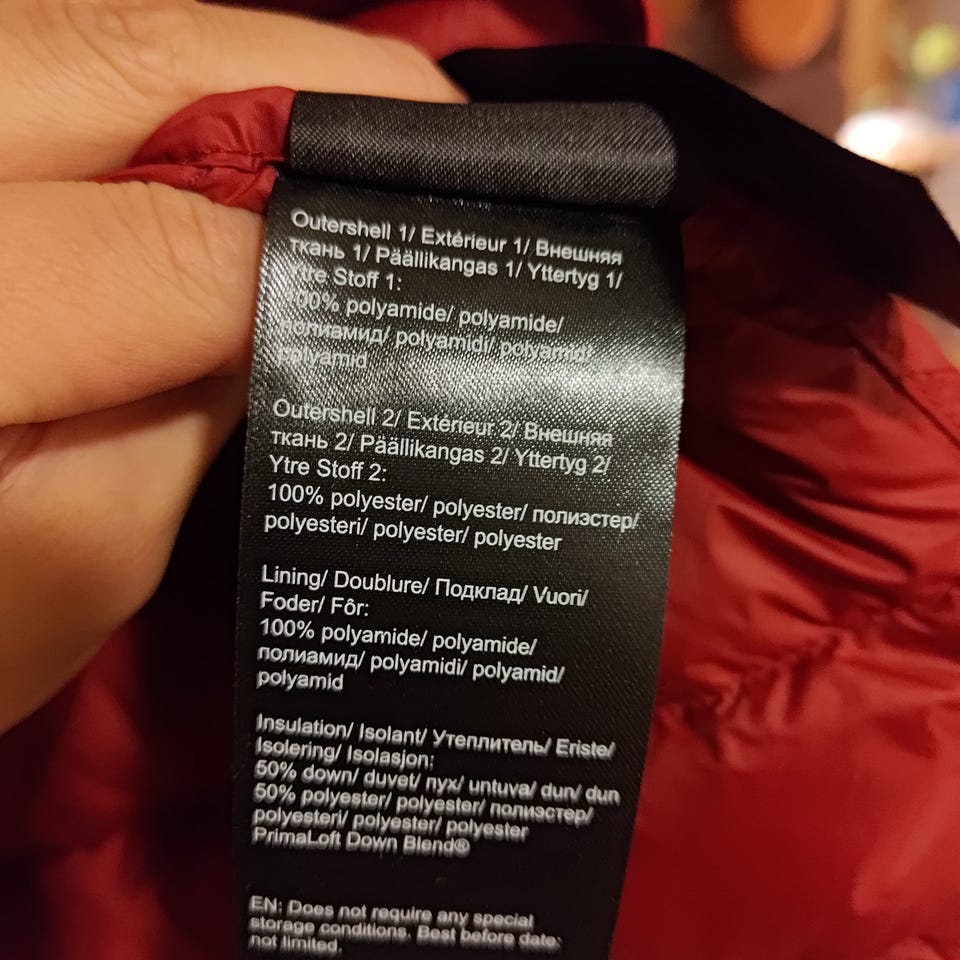 Outershell 1/ Extérieur 1/ Внешняя
ткань 1/ Päällikangas 1/ Yttertyg 1/
Ytre Stoff 1:
100% polyamide/ polyamide/
полиамид/ polyamidi/ polyamid/
polyamid
Outershell 2/ Extérieur 2/ Внешняя
ткань 2/ Päällikangas 2/ Yttertyg 2/
Ytre Stoff 2:
100% polyester/ polyester/ полиэстер/
polyesteri/ polyester/ polyester
Lining/ Doublure/ Подклад/ Vuori/
Foder/ Fôr:
100% polyamide/ polyamide/
полиамид/ polyamidi/ polyamid/
polyamid
Insulation/ Isolant/ Утеплитель/ Eriste/
Isolering/ Isolasjon:
50% down/ duvet/ пух/ untuva/ dun/ dun
50% polyester/ polyester/ полиэстер/
polyesteri/ polyester/ polyester
PrimaLoft Down Blend®
EN: Does not require any special
storage conditions. Best before date:
not limited.